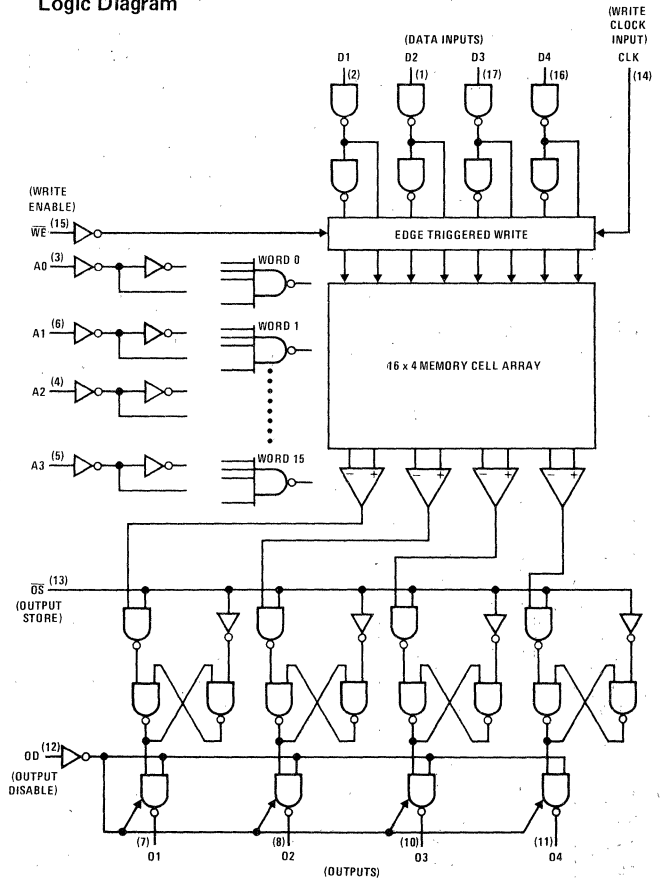 Logic Diagram
(WRITE
CLOCK
INPUT)
CLK
(14)
(DATA INPUTS)
D1 D2 D3 D4
(2) (1) (17) (16)
(WRITE
ENABLE)
WE (15)
EDGE TRIGGERED WRITE
A0 (3)
WORD 0
A1 (6)
WORD 1
16 x 4 MEMORY CELL ARRAY
A2 (4)
A3 (5)
WORD 15
− + − + − + − +
OS (13)
(OUTPUT
STORE)
OD (12)
(OUTPUT
DISABLE)
(7) (8) (10) (11)
O1 O2 O3 O4
(OUTPUTS)